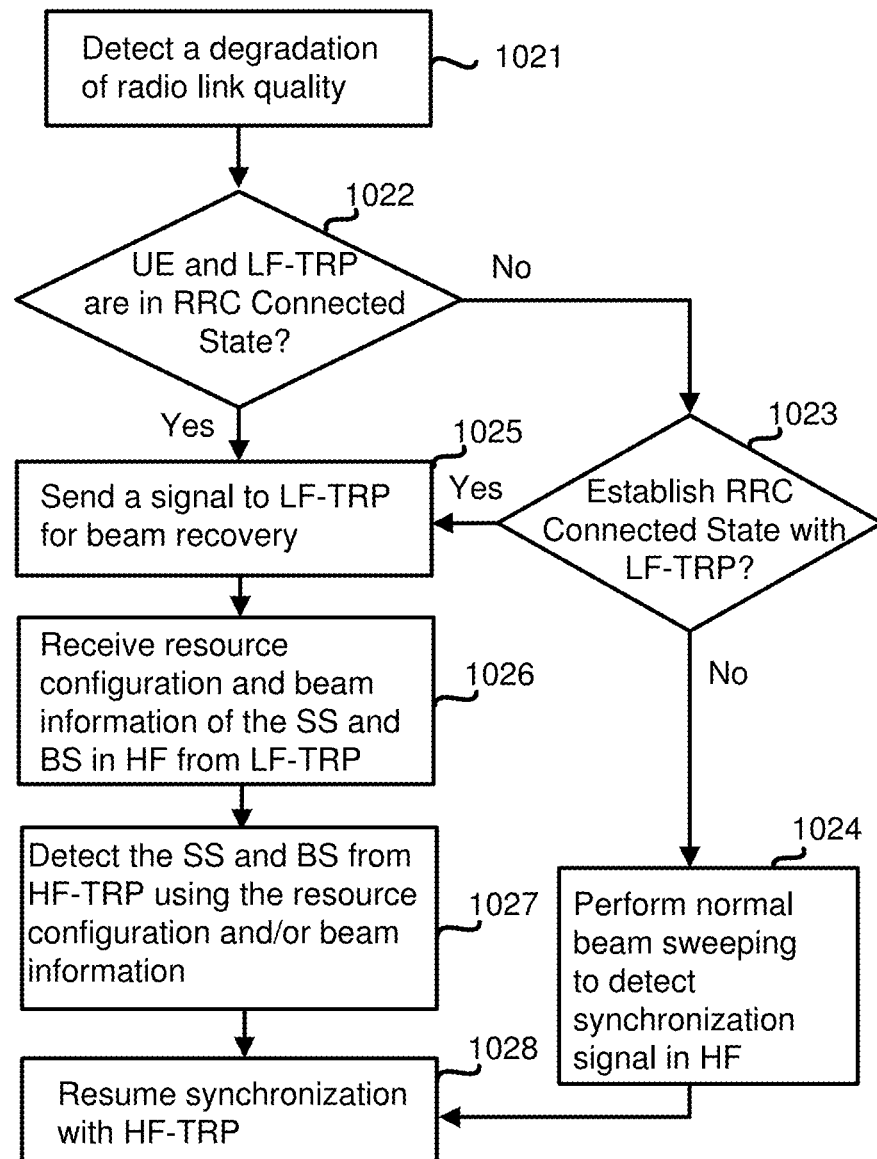 Detect a degradation
of radio link quality
1021
1022
UE and LF-TRP
are in RRC Connected
State?
No
Yes
1023
Establish RRC
Connected State with
LF-TRP?
Yes
No
1025
Send a signal to LF-TRP
for beam recovery
Receive resource
configuration and beam
information of the SS and
BS in HF from LF-TRP
1026
Detect the SS and BS from
HF-TRP using the resource
configuration and/or beam
information
1027
1024
Perform normal
beam sweeping
to detect
synchronization
signal in HF
1028
Resume synchronization
with HF-TRP